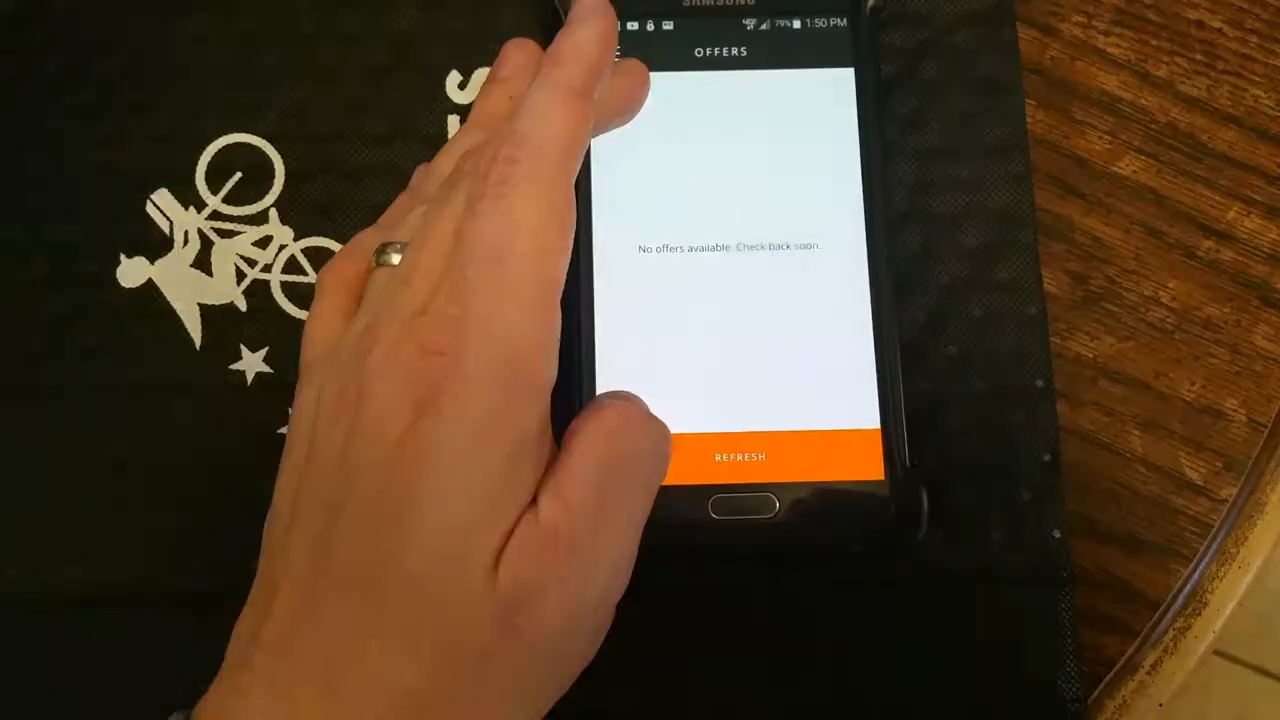 SAMSUNG
79% 1:50 PM
OFFERS
No offers available. Check back soon.
REFRESH